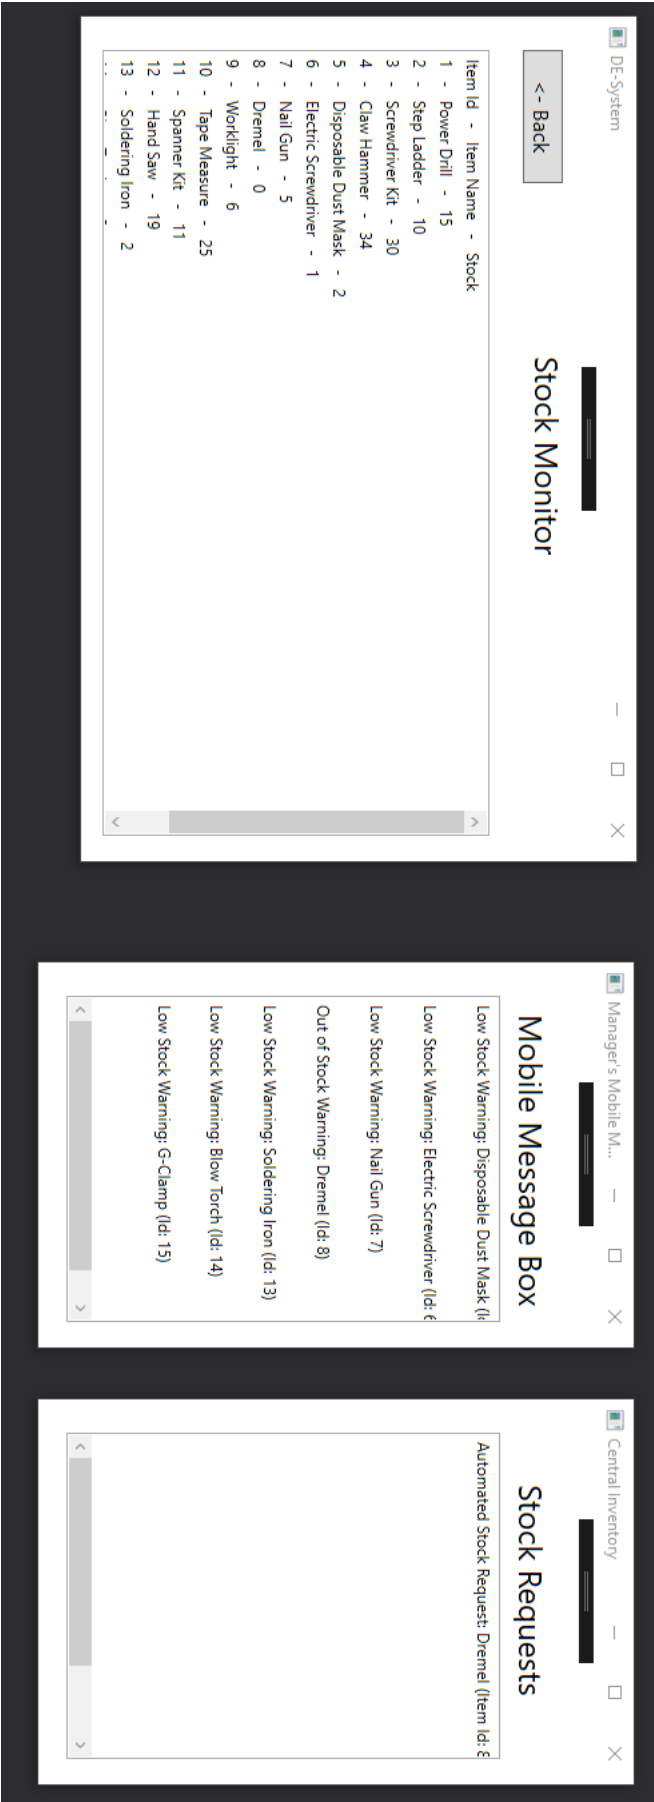 DE-System
<- Back
Stock Monitor
Item Id - Item Name - Stock
1 - Power Drill - 15
2 - Step Ladder - 10
3 - Screwdriver Kit - 30
4 - Claw Hammer - 34
5 - Disposable Dust Mask - 2
6 - Electric Screwdriver - 1
7 - Nail Gun - 5
8 - Dremel - 0
9 - Worklight - 6
10 - Tape Measure - 25
11 - Spanner Kit - 11
12 - Hand Saw - 19
13 - Soldering Iron - 2
Manager's Mobile M...
Mobile Message Box
Low Stock Warning: Disposable Dust Mask
Low Stock Warning: Electric Screwdriver (Id:
Low Stock Warning: Nail Gun (Id: 7)
Out of Stock Warning: Dremel (Id: 8)
Low Stock Warning: Soldering Iron (Id: 13)
Low Stock Warning: Blow Torch (Id: 14)
Low Stock Warning: G-Clamp (Id: 15)
Central Inventory
Stock Requests
Automated Stock Request: Dremel (Item Id: